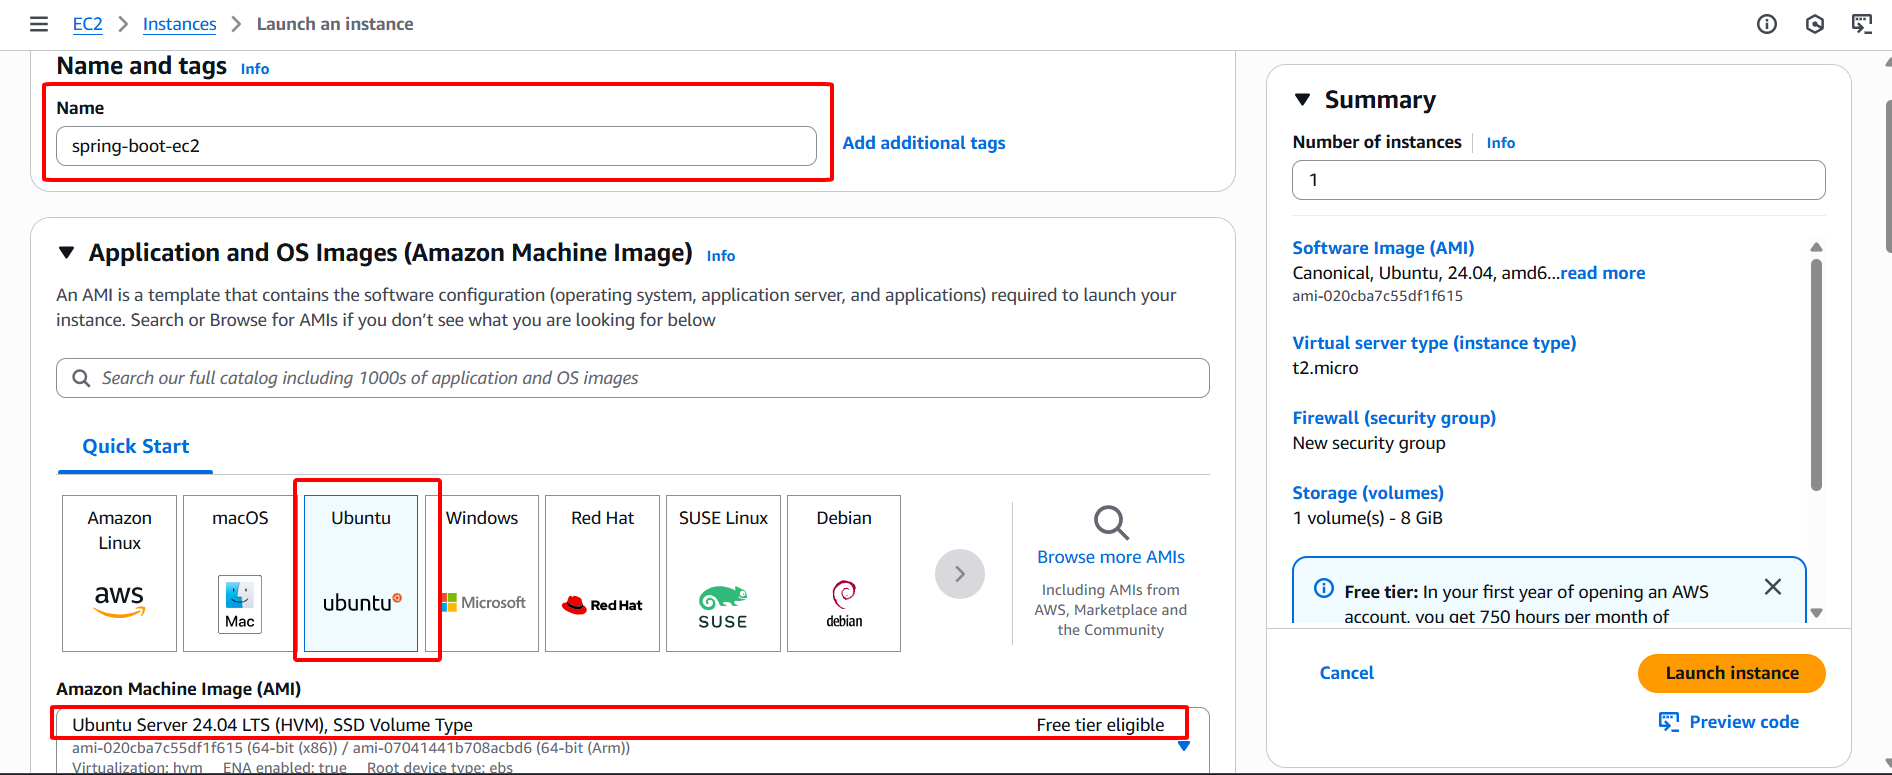 EC2 > Instances > Launch an instance
Name and tags Info
Name
spring-boot-ec2
Add additional tags
Application and OS Images (Amazon Machine Image) Info
An AMI is a template that contains the software configuration (operating system, application server, and applications) required to launch your
instance. Search or Browse for AMIs if you don’t see what you are looking for below
Search our full catalog including 1000s of application and OS images
Quick Start
Amazon
Linux
aws
macOS
Mac
Ubuntu
ubuntu
Windows
Microsoft
Red Hat
Red Hat
SUSE Linux
SUSE
Debian
debian
Browse more AMIs
Including AMIs from
AWS, Marketplace and
the Community
Amazon Machine Image (AMI)
Ubuntu Server 24.04 LTS (HVM), SSD Volume Type
Free tier eligible
ami-020cba7c55df1f615 (64-bit (x86)) / ami-07041441b708acbd6 (64-bit (Arm))
Virtualization: hvm ENA enabled: true Root device type: ebs
Summary
Number of instances Info
1
Software Image (AMI)
Canonical, Ubuntu, 24.04, amd6...read more
ami-020cba7c55df1f615
Virtual server type (instance type)
t2.micro
Firewall (security group)
New security group
Storage (volumes)
1 volume(s) - 8 GiB
Free tier: In your first year of opening an AWS
account, you get 750 hours per month of
Cancel
Launch instance
Preview code